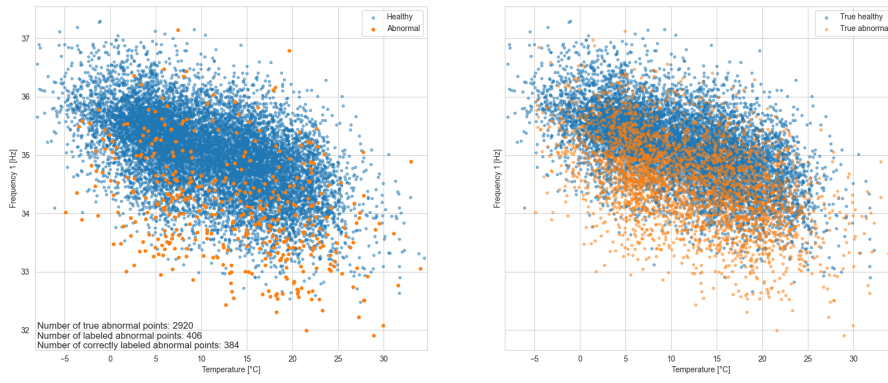 Healthy
Abnormal
37
36
35
34
33
32
Frequency 1 [Hz]
Number of true abnormal points: 2920
Number of labeled abnormal points: 406
Number of correctly labeled abnormal points: 384
−5 0 5 10 15 20 25 30
Temperature [°C]
True healthy
True abnormal
Frequency 1 [Hz]
−5 0 5 10 15 20 25 30
Temperature [°C]